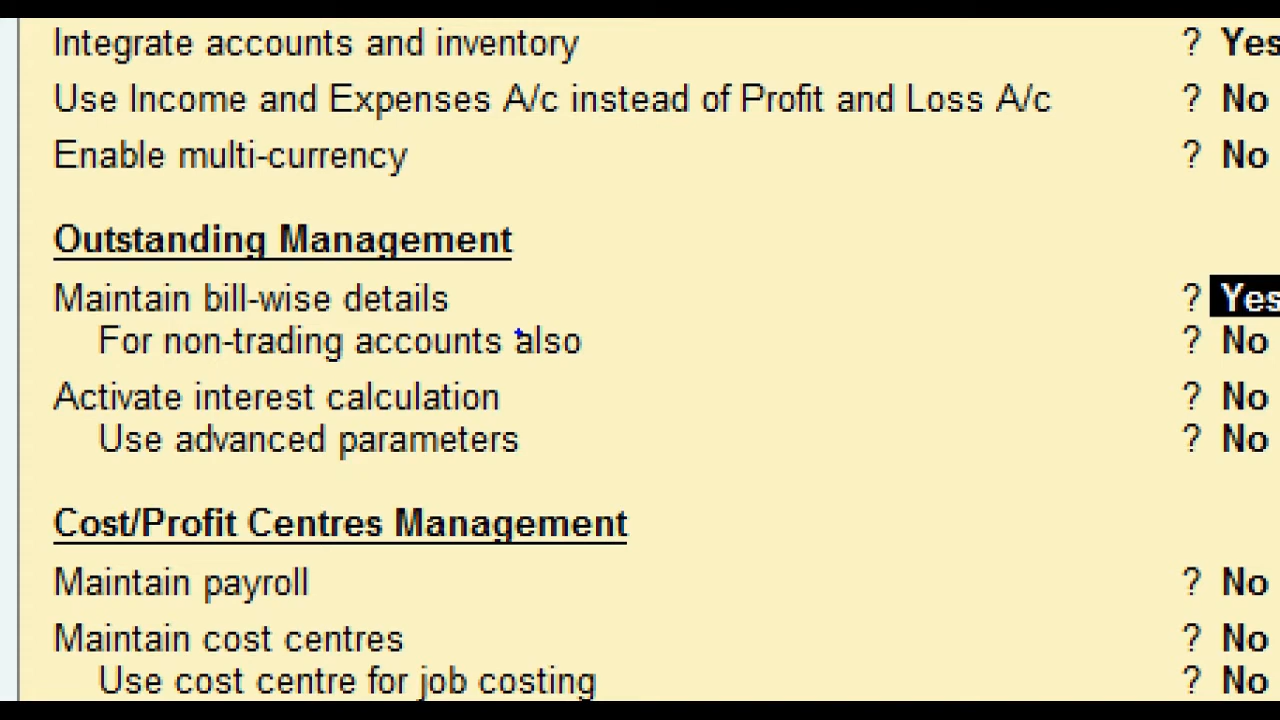 Integrate accounts and inventory ? Yes
Use Income and Expenses A/c instead of Profit and Loss A/c ? No
Enable multi-currency ? No
Outstanding Management
Maintain bill-wise details ? Yes
For non-trading accounts also ? No
Activate interest calculation ? No
Use advanced parameters ? No
Cost/Profit Centres Management
Maintain payroll ? No
Maintain cost centres ? No
Use cost centre for job costing ? No